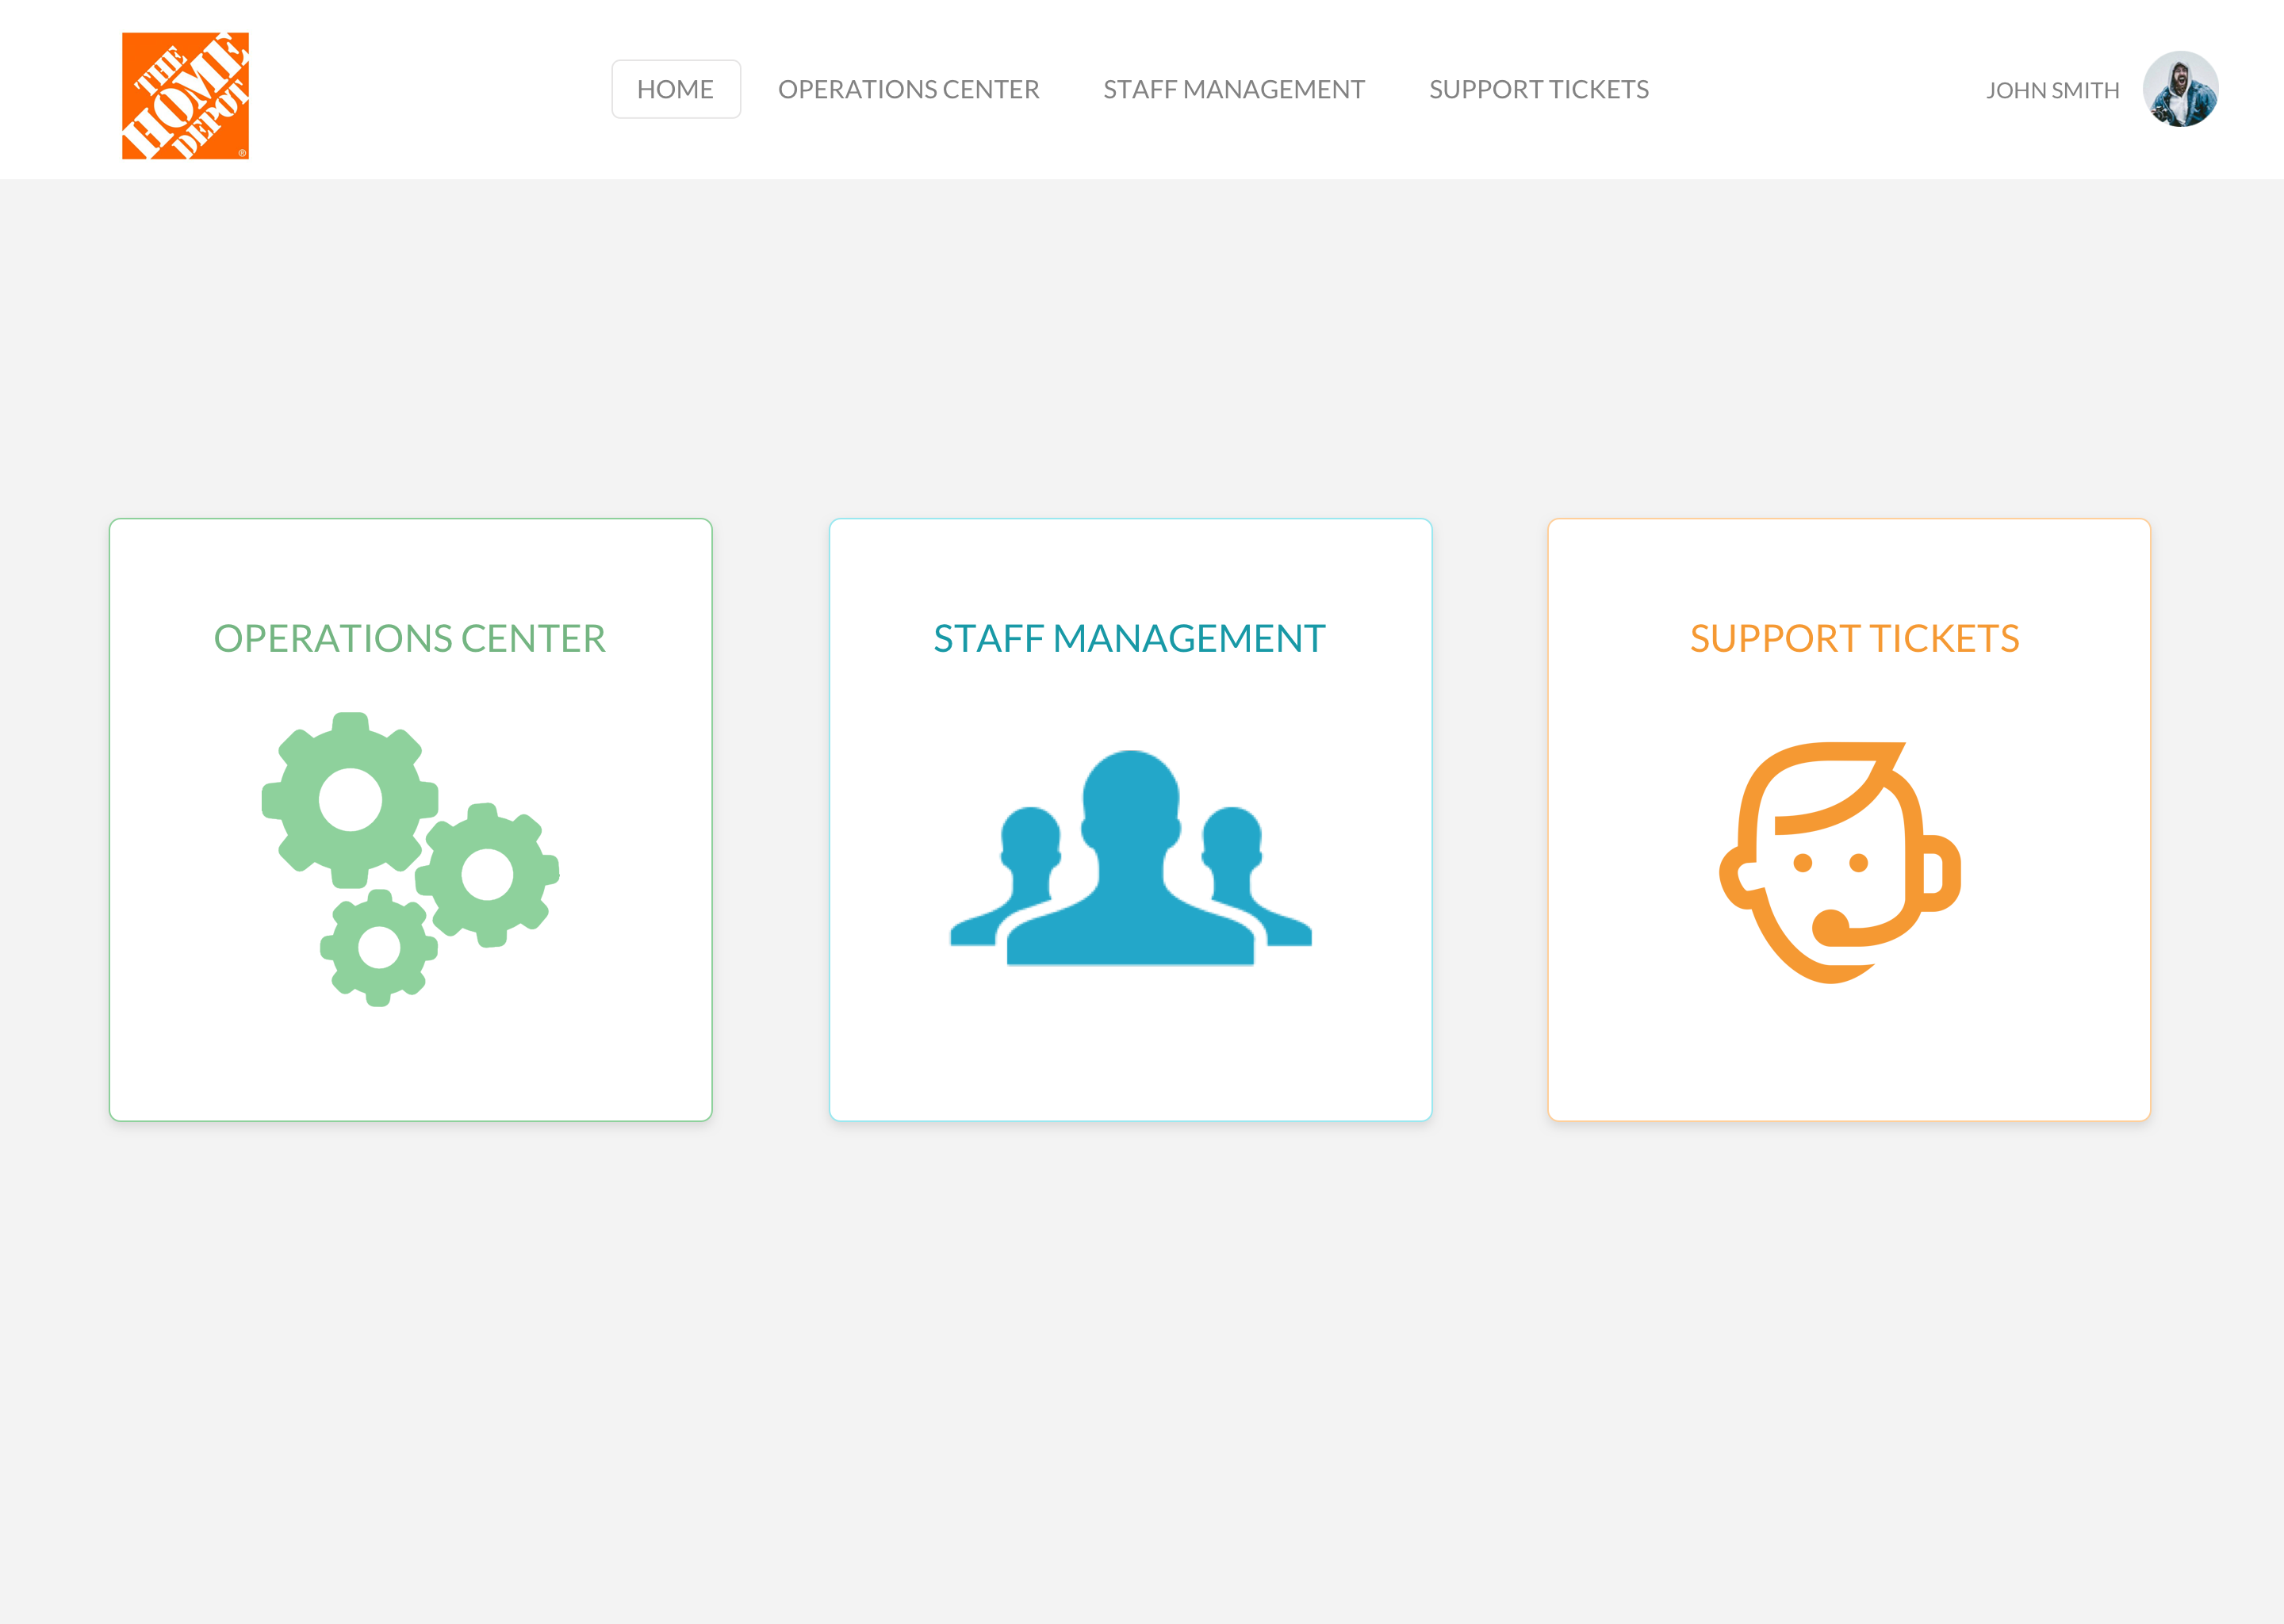 THE
HOME
DEPOT
®
HOME
OPERATIONS CENTER
STAFF MANAGEMENT
SUPPORT TICKETS
JOHN SMITH
OPERATIONS CENTER
STAFF MANAGEMENT
SUPPORT TICKETS